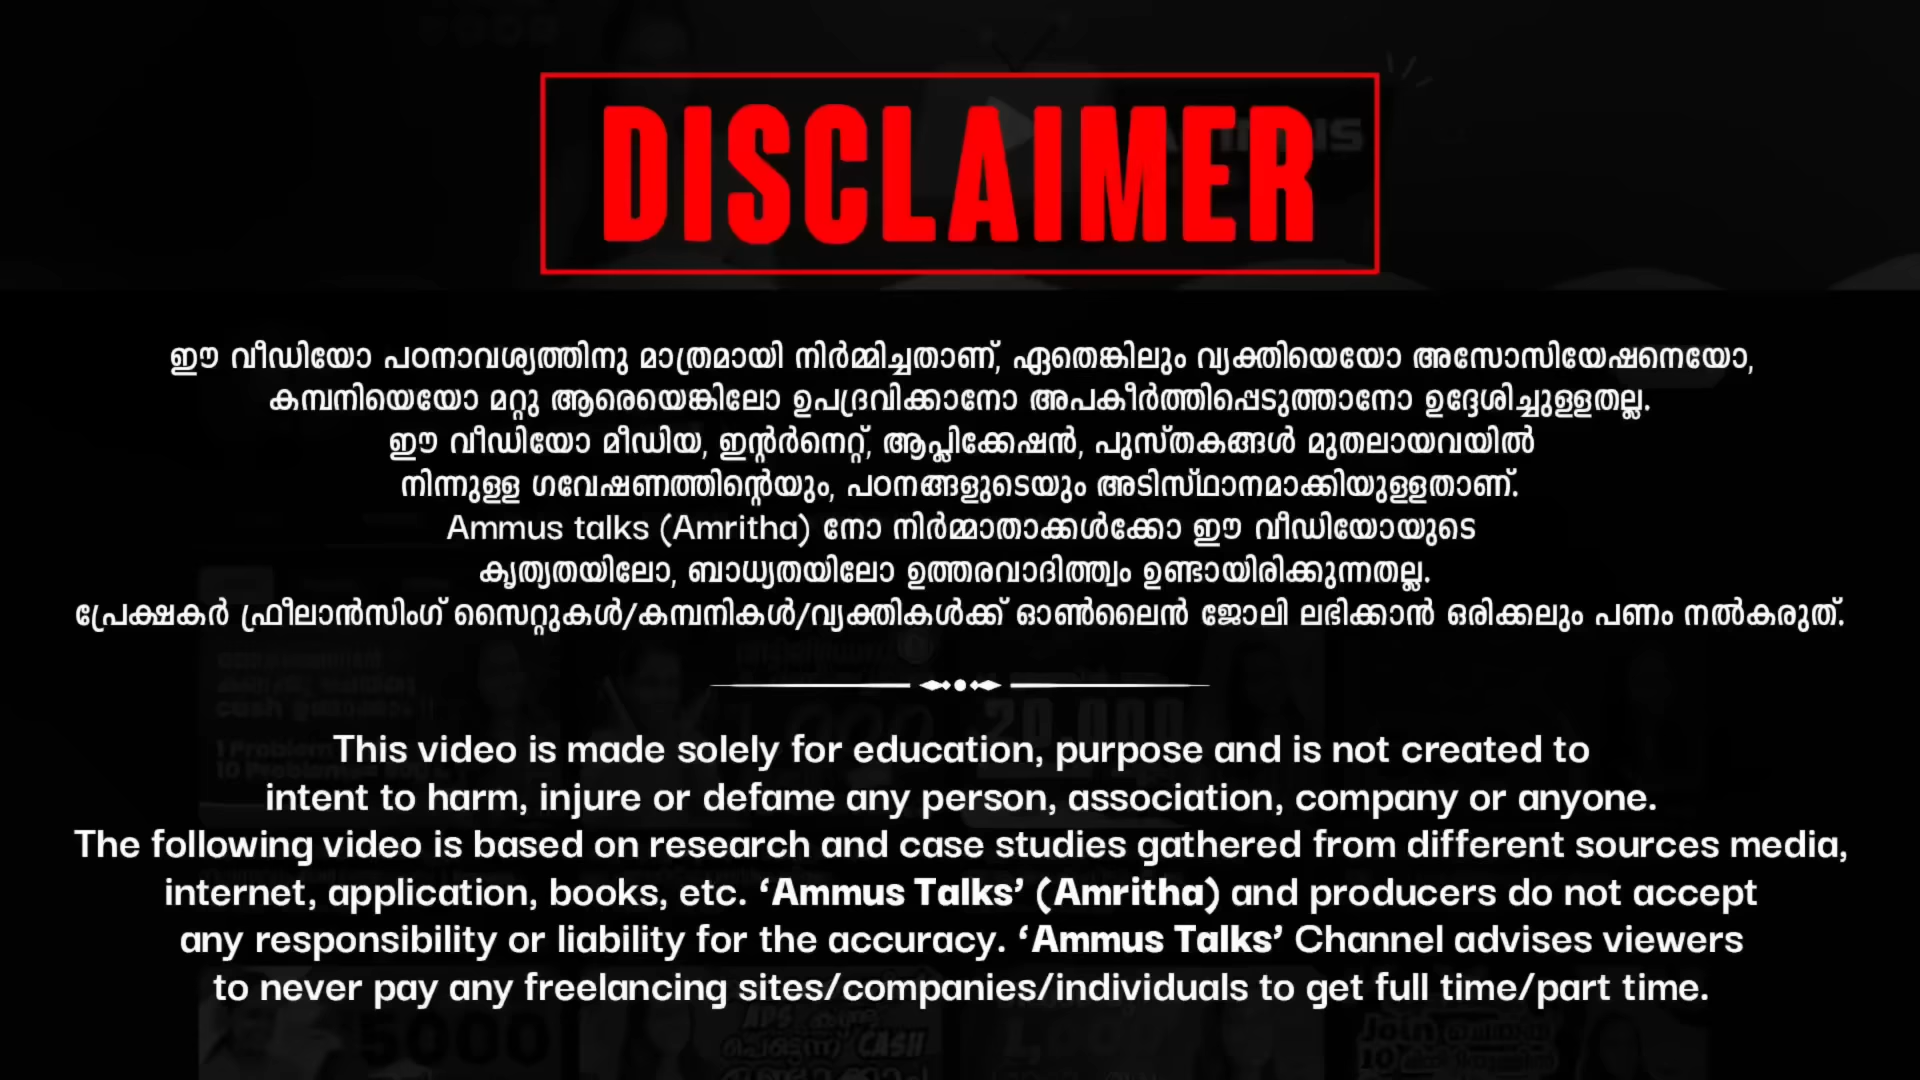 DISCLAIMER
ഈ വീഡിയോ പഠനാവശ്യത്തിനു മാത്രമായി നിർമ്മിച്ചതാണ്, ഏതെങ്കിലും വ്യക്തിയെയോ അസോസിയേഷനെയോ,
കമ്പനിയെയോ മറ്റു ആരെയെങ്കിലോ ഉപദ്രവിക്കാനോ അപകീർത്തിപ്പെടുത്താനോ ഉദ്ദേശിച്ചുള്ളതല്ല.
ഈ വീഡിയോ മീഡിയ, ഇന്റർനെറ്റ്, ആപ്ലിക്കേഷൻ, പുസ്തകങ്ങൾ മുതലായവയിൽ
നിന്നുള്ള ഗവേഷണത്തിന്റെയും, പഠനങ്ങളുടെയും അടിസ്ഥാനമാക്കിയുള്ളതാണ്.
Ammus talks (Amritha) നോ നിർമ്മാതാക്കൾക്കോ ഈ വീഡിയോയുടെ
കൃത്യതയിലോ, ബാധ്യതയിലോ ഉത്തരവാദിത്ത്വം ഉണ്ടായിരിക്കുന്നതല്ല.
പ്രേക്ഷകർ ഫ്രീലാൻസിംഗ് സൈറ്റുകൾ/കമ്പനികൾ/വ്യക്തികൾക്ക് ഓൺലൈൻ ജോലി ലഭിക്കാൻ ഒരിക്കലും പണം നൽകരുത്.
This video is made solely for education, purpose and is not created to
intent to harm, injure or defame any person, association, company or anyone.
The following video is based on research and case studies gathered from different sources media,
internet, application, books, etc. ‘Ammus Talks’ (Amritha) and producers do not accept
any responsibility or liability for the accuracy. ‘Ammus Talks’ Channel advises viewers
to never pay any freelancing sites/companies/individuals to get full time/part time.